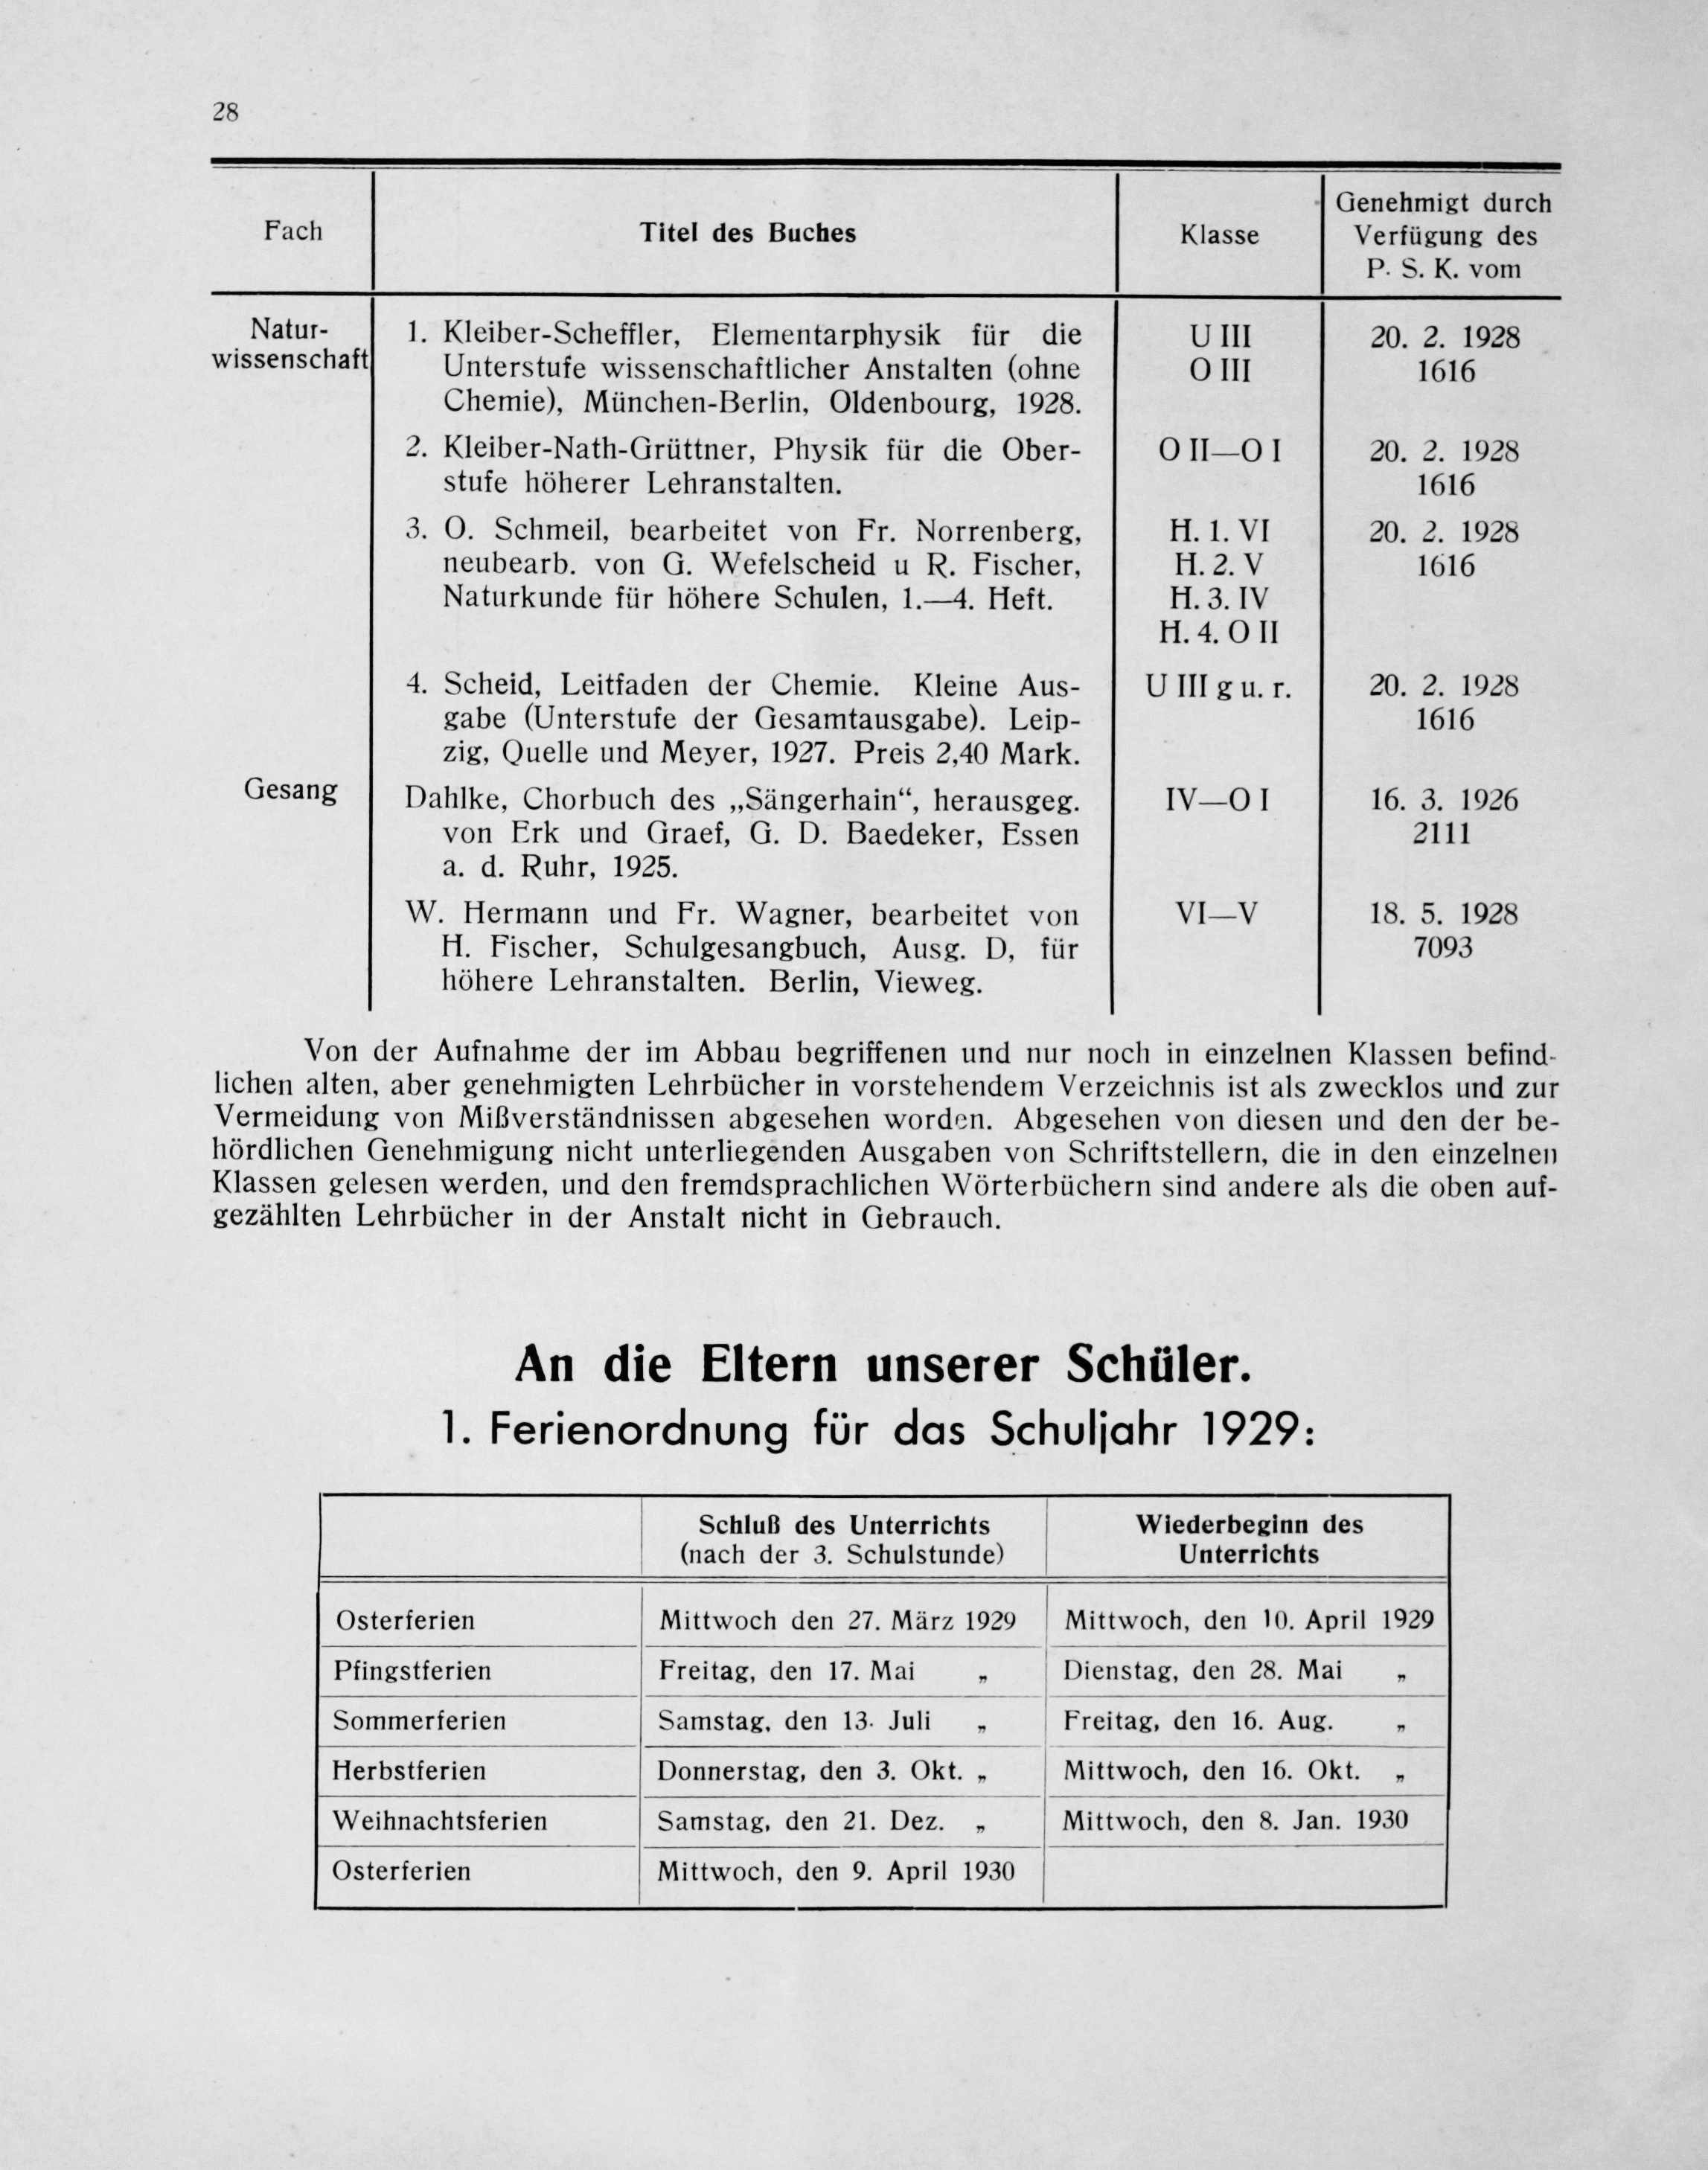 28
Fach
Titel des Buches
Klasse
Genehmigt durch
Verfügung des
P. S. K. vom
Natur-
wissenschaft
1. Kleiber-Scheffler, Elementarphysik für die U III 20. 2. 1928
Unterstufe wissenschaftlicher Anstalten (ohne O III 1616
Chemie), München-Berlin, Oldenbourg, 1928.
2. Kleiber-Nath-Grüttner, Physik für die Ober- O II—O I 20. 2. 1928
stufe höherer Lehranstalten. 1616
3. O. Schmeil, bearbeitet von Fr. Norrenberg, H. 1. VI 20. 2. 1928
neubearb. von G. Wefelscheid u R. Fischer, H. 2. V 1616
Naturkunde für höhere Schulen, 1.—4. Heft. H. 3. IV
H. 4. O II
4. Scheid, Leitfaden der Chemie. Kleine Aus- U III g u. r. 20. 2. 1928
gabe (Unterstufe der Gesamtausgabe). Leip- 1616
zig, Quelle und Meyer, 1927. Preis 2,40 Mark.
Gesang Dahlke, Chorbuch des „Sängerhain“, herausgeg. IV—O I 16. 3. 1926
von Erk und Graef, G. D. Baedeker, Essen 2111
a. d. Ruhr, 1925.
W. Hermann und Fr. Wagner, bearbeitet von VI—V 18. 5. 1928
H. Fischer, Schulgesangbuch, Ausg. D, für 7093
höhere Lehranstalten. Berlin, Vieweg.
Von der Aufnahme der im Abbau begriffenen und nur noch in einzelnen Klassen befind-
lichen alten, aber genehmigten Lehrbücher in vorstehendem Verzeichnis ist als zwecklos und zur
Vermeidung von Mißverständnissen abgesehen worden. Abgesehen von diesen und den der be-
hördlichen Genehmigung nicht unterliegenden Ausgaben von Schriftstellern, die in den einzelnen
Klassen gelesen werden, und den fremdsprachlichen Wörterbüchern sind andere als die oben auf-
gezählten Lehrbücher in der Anstalt nicht in Gebrauch.
An die Eltern unserer Schüler.
1. Ferienordnung für das Schuljahr 1929:
Schluß des Unterrichts Wiederbeginn des
(nach der 3. Schulstunde) Unterrichts
Osterferien Mittwoch den 27. März 1929 Mittwoch, den 10. April 1929
Pfingstferien Freitag, den 17. Mai „ Dienstag, den 28. Mai „
Sommerferien Samstag, den 13. Juli „ Freitag, den 16. Aug. „
Herbstferien Donnerstag, den 3. Okt. „ Mittwoch, den 16. Okt. „
Weihnachtsferien Samstag, den 21. Dez. „ Mittwoch, den 8. Jan. 1930
Osterferien Mittwoch, den 9. April 1930